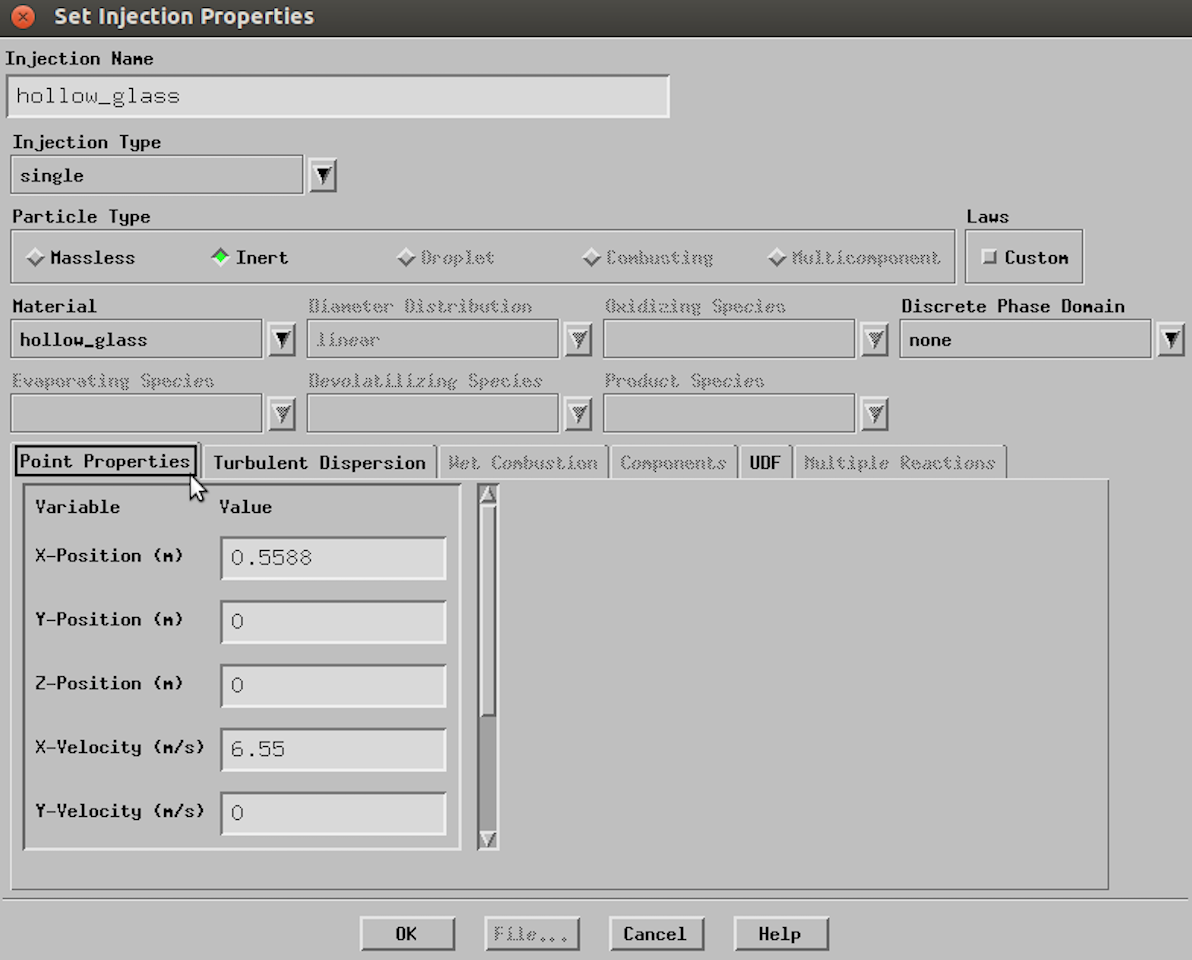 Set Injection Properties
Injection Name
hollow_glass
Injection Type
single
Particle Type Laws
Massless Inert Droplet Combusting Multicomponent Custom
Material Diameter Distribution Oxidizing Species Discrete Phase Domain
hollow_glass linear none
Evaporating Species Devolatilizing Species Product Species
Point Properties Turbulent Dispersion Wet Combustion Components UDF Multiple Reactions
Variable Value
X-Position (m) 0.5588
Y-Position (m) 0
Z-Position (m) 0
X-Velocity (m/s) 6.55
Y-Velocity (m/s) 0
OK File... Cancel Help